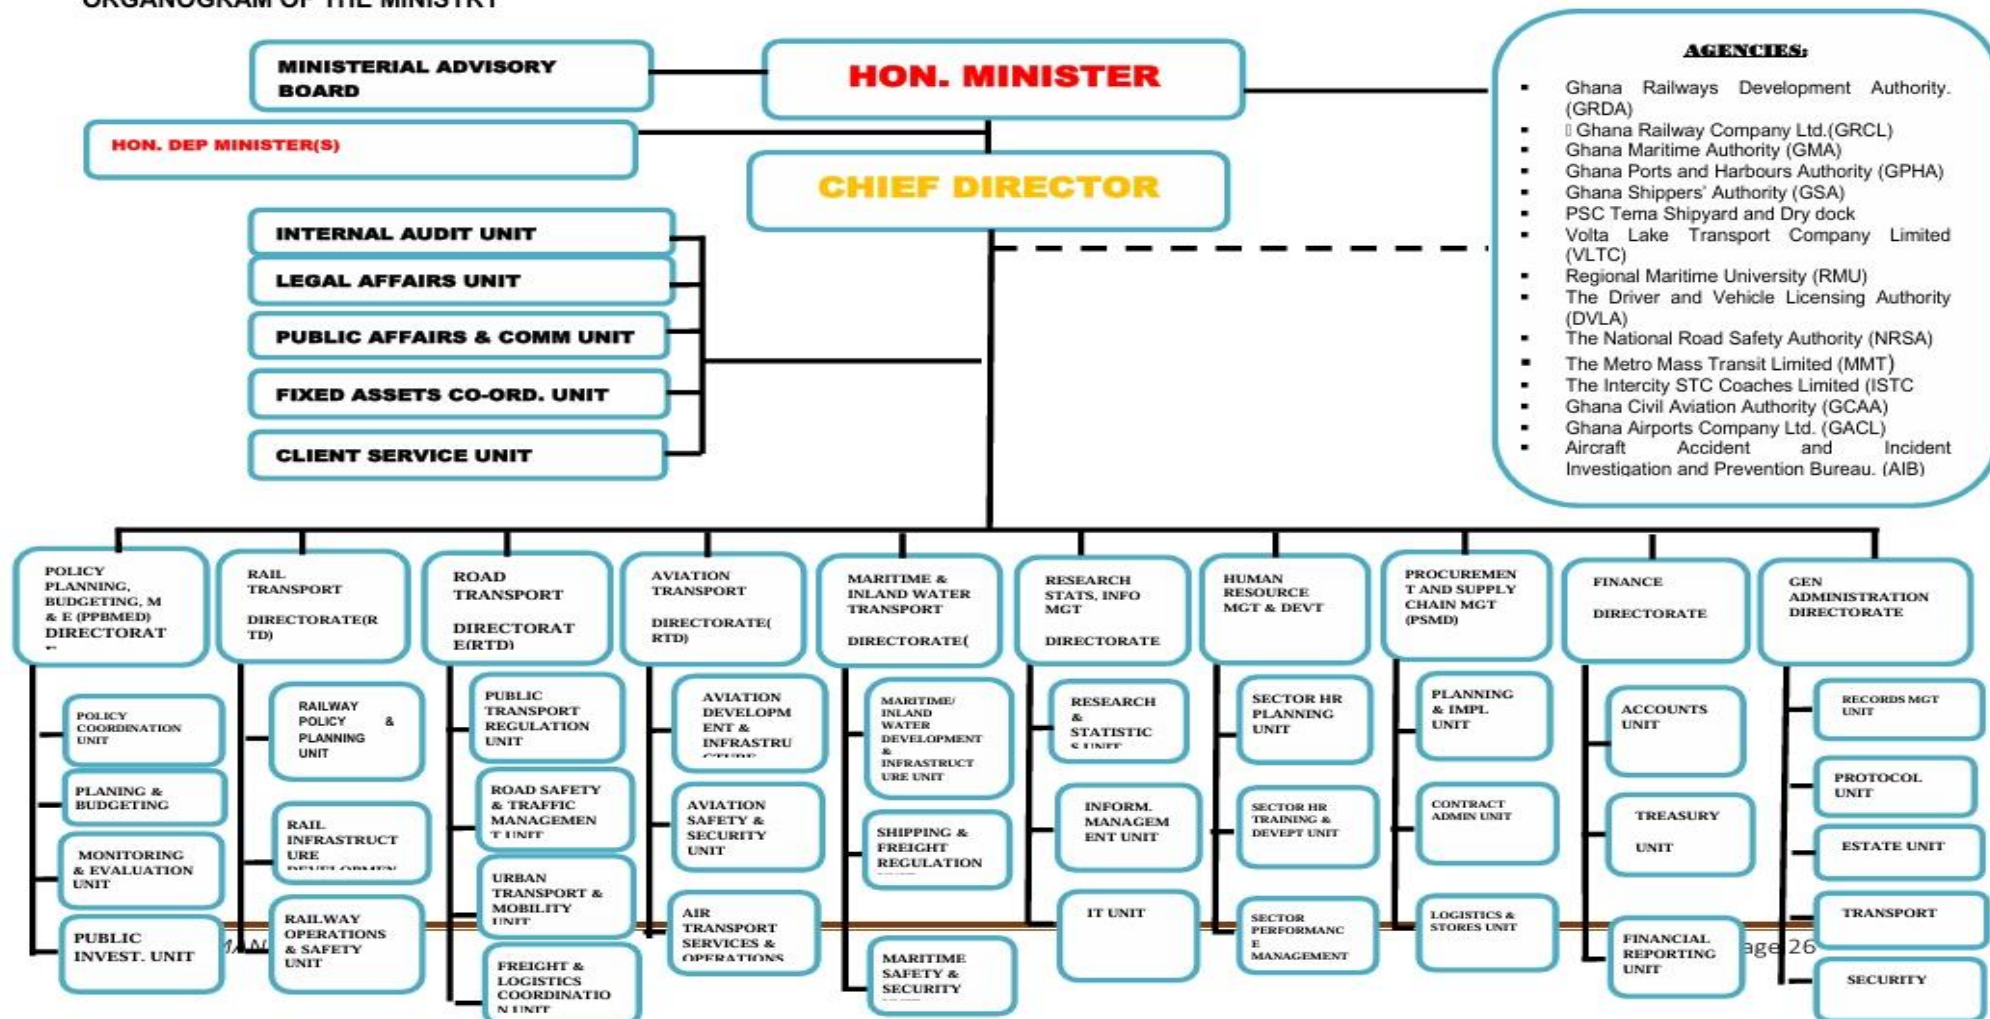 ORGANOGRAM OF THE MINISTRY
MINISTERIAL ADVISORY
BOARD
HON. MINISTER
HON. DEP MINISTER(S)
CHIEF DIRECTOR
INTERNAL AUDIT UNIT
LEGAL AFFAIRS UNIT
PUBLIC AFFAIRS & COMM UNIT
FIXED ASSETS CO-ORD. UNIT
CLIENT SERVICE UNIT
AGENCIES:
Ghana Railways Development Authority.
(GRDA)
Ghana Railway Company Ltd.(GRCL)
Ghana Maritime Authority (GMA)
Ghana Ports and Harbours Authority (GPHA)
Ghana Shippers' Authority (GSA)
PSC Tema Shipyard and Dry dock
Volta Lake Transport Company Limited
(VLTC)
Regional Maritime University (RMU)
The Driver and Vehicle Licensing Authority
(DVLA)
The National Road Safety Authority (NRSA)
The Metro Mass Transit Limited (MMT)
The Intercity STC Coaches Limited (ISTC
Ghana Civil Aviation Authority (GCAA)
Ghana Airports Company Ltd. (GACL)
Aircraft Accident and Incident
Investigation and Prevention Bureau. (AIB)
POLICY
PLANNING,
BUDGETING, M
& E (PPBMED)
DIRECTORAT
RAIL
TRANSPORT
DIRECTORATE(R
TD)
ROAD
TRANSPORT
DIRECTORAT
E(RTD)
AVIATION
TRANSPORT
DIRECTORATE(
RTD)
MARITIME &
INLAND WATER
TRANSPORT
DIRECTORATE(
RESEARCH
STATS, INFO
MGT
DIRECTORATE
HUMAN
RESOURCE
MGT & DEVT
PROCUREMEN
T AND SUPPLY
CHAIN MGT
(PSMD)
FINANCE
DIRECTORATE
GEN
ADMINISTRATION
DIRECTORATE
POLICY
COORDINATION
UNIT
PLANING &
BUDGETING
MONITORING
& EVALUATION
UNIT
PUBLIC
INVEST. UNIT
RAILWAY
POLICY &
PLANNING
UNIT
RAIL
INFRASTRUCT
URE
DEVELOPMEN
RAILWAY
OPERATIONS
& SAFETY
UNIT
PUBLIC
TRANSPORT
REGULATION
UNIT
ROAD SAFETY
& TRAFFIC
MANAGEMEN
T UNIT
URBAN
TRANSPORT &
MOBILITY
UNIT
FREIGHT &
LOGISTICS
COORDINATIO
N UNIT
AVIATION
DEVELOPM
ENT &
INFRASTRU
CTURE
AVIATION
SAFETY &
SECURITY
UNIT
AIR
TRANSPORT
SERVICES &
OPERATIONS
MARITIME/
INLAND
WATER
DEVELOPMENT
&
INFRASTRUCT
URE UNIT
SHIPPING &
FREIGHT
REGULATION
MARITIME
SAFETY &
SECURITY
RESEARCH
&
STATISTIC
S UNIT
INFORM.
MANAGEM
ENT UNIT
IT UNIT
SECTOR HR
PLANNING
UNIT
SECTOR HR
TRAINING &
DEVEPT UNIT
SECTOR
PERFORMANC
E
MANAGEMENT
PLANNING
& IMPL
UNIT
CONTRACT
ADMIN UNIT
LOGISTICS &
STORES UNIT
ACCOUNTS
UNIT
TREASURY
UNIT
FINANCIAL
REPORTING
UNIT
RECORDS MGT
UNIT
PROTOCOL
UNIT
ESTATE UNIT
TRANSPORT
SECURITY
age 26